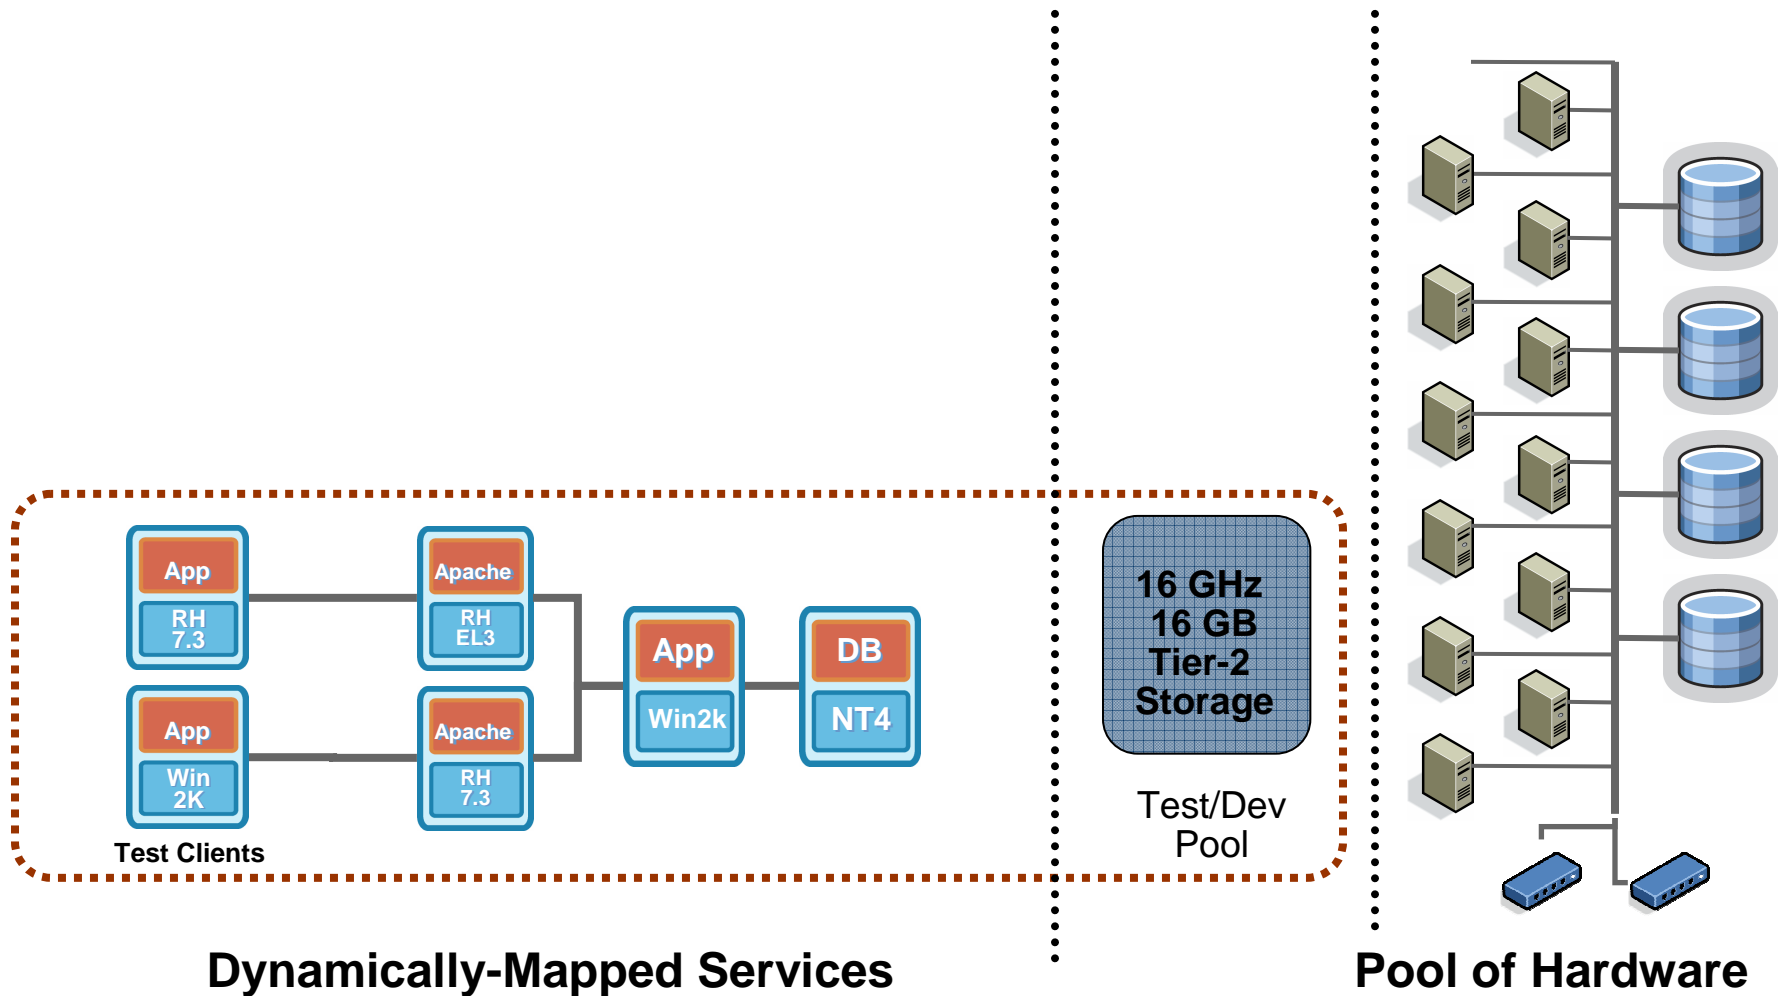 App
RH
7.3
Apache
RH
EL3
App
Win2k
DB
NT4
App
Win
2K
Apache
RH
7.3
Test Clients
16 GHz
16 GB
Tier-2
Storage
Test/Dev
Pool
Dynamically-Mapped Services
Pool of Hardware